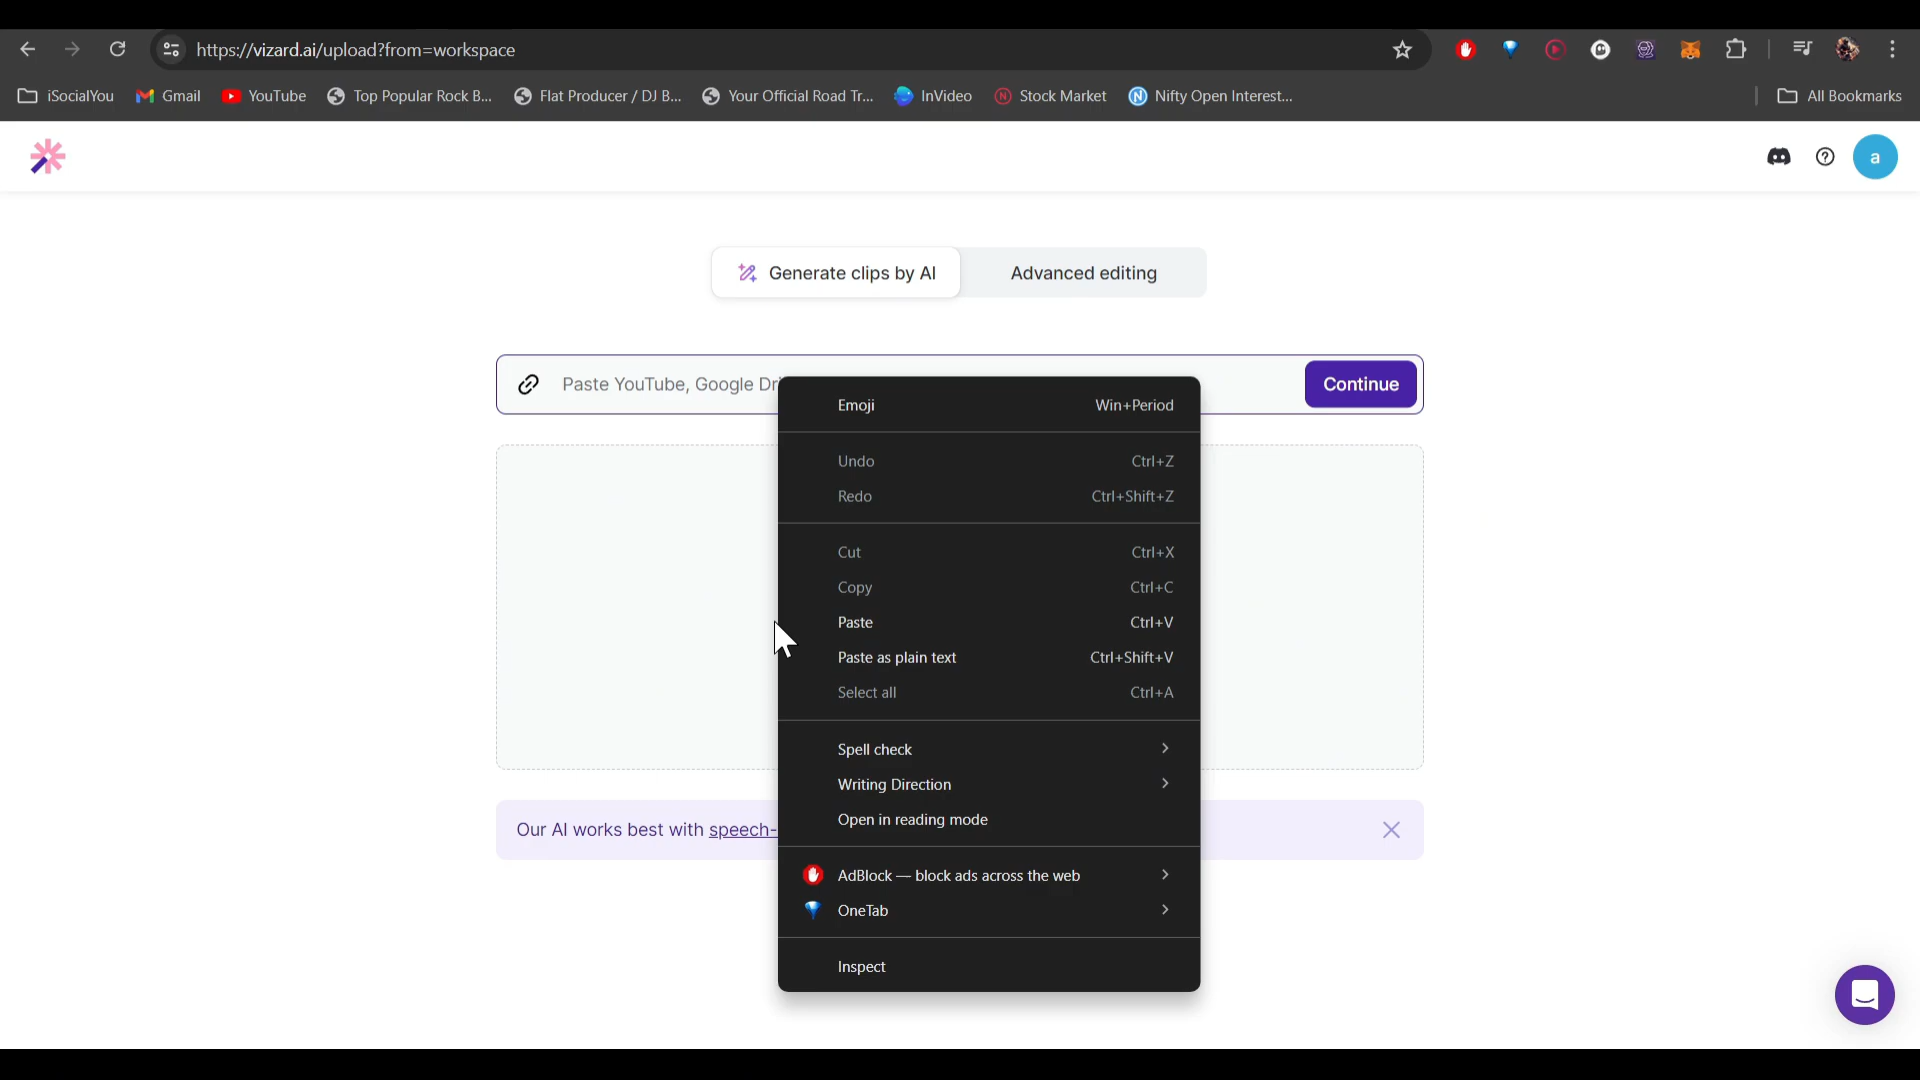 https://vizard.ai/upload?from=workspace
iSocialYou Gmail YouTube Top Popular Rock B... Flat Producer / DJ B... Your Official Road Tr... InVideo Stock Market Nifty Open Interest... All Bookmarks
a
Generate clips by AI Advanced editing
Paste YouTube, Google Dri Continue
Emoji Win+Period
Undo Ctrl+Z
Redo Ctrl+Shift+Z
Cut Ctrl+X
Copy Ctrl+C
Paste Ctrl+V
Paste as plain text Ctrl+Shift+V
Select all Ctrl+A
Spell check
Writing Direction
Open in reading mode
Our AI works best with speech-
AdBlock — block ads across the web
OneTab
Inspect